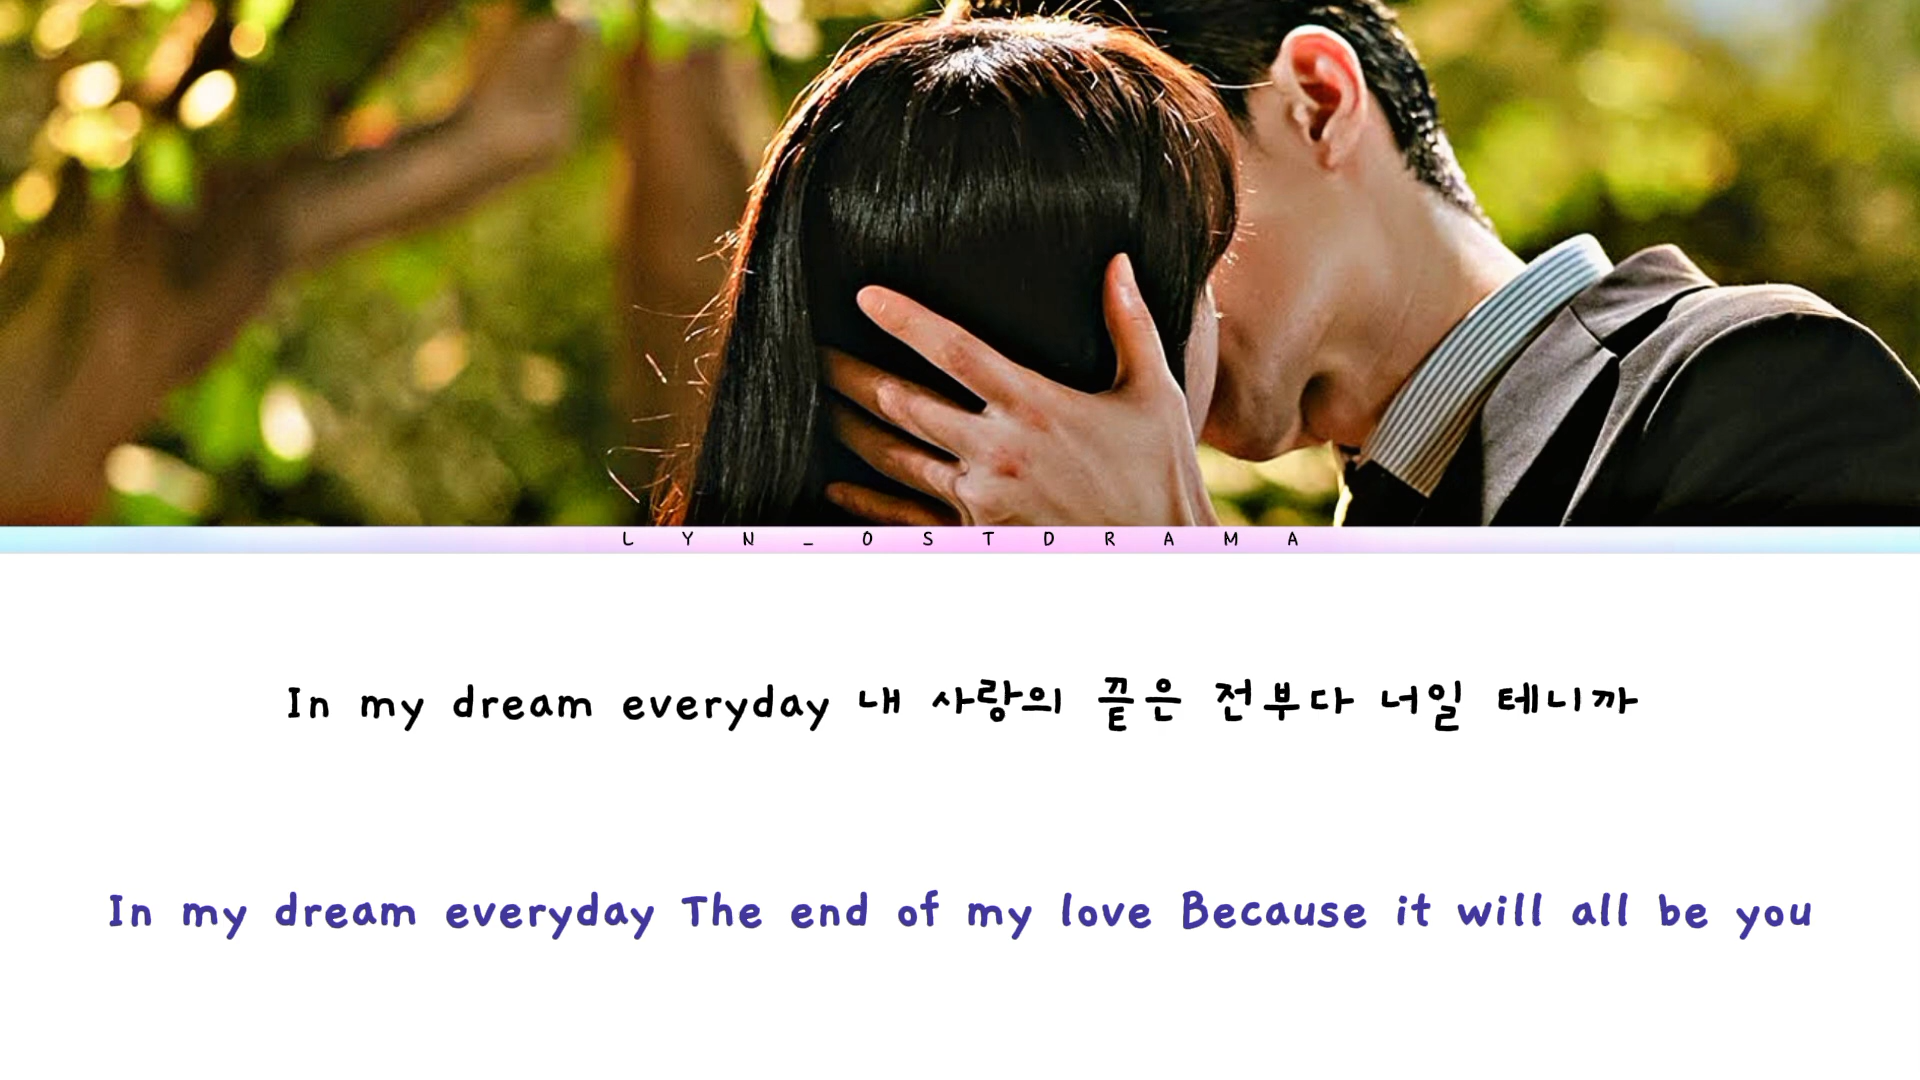 LYN_OSTDRAMA
In my dream everyday 내 사랑의 끝은 전부다 너일 테니까
In my dream everyday The end of my love Because it will all be you